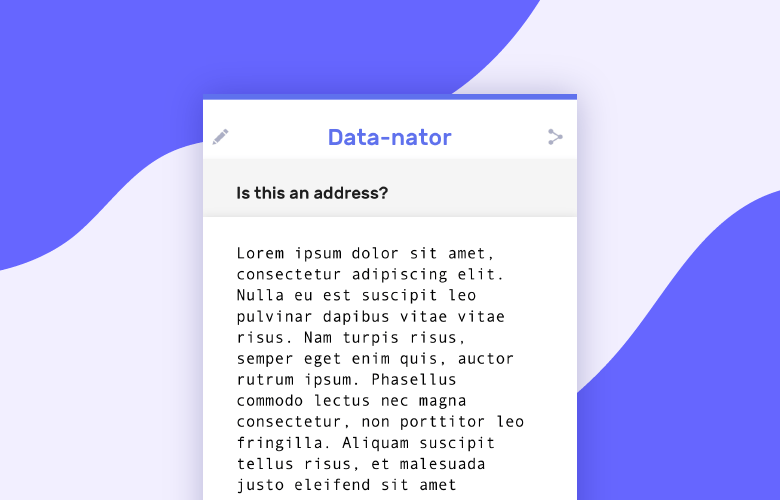 Data-nator
Is this an address?
Lorem ipsum dolor sit amet,
consectetur adipiscing elit.
Nulla eu est suscipit leo
pulvinar dapibus vitae vitae
risus. Nam turpis risus,
semper eget enim quis, auctor
rutrum ipsum. Phasellus
commodo lectus nec magna
consectetur, non porttitor leo
fringilla. Aliquam suscipit
tellus risus, et malesuada
justo eleifend sit amet